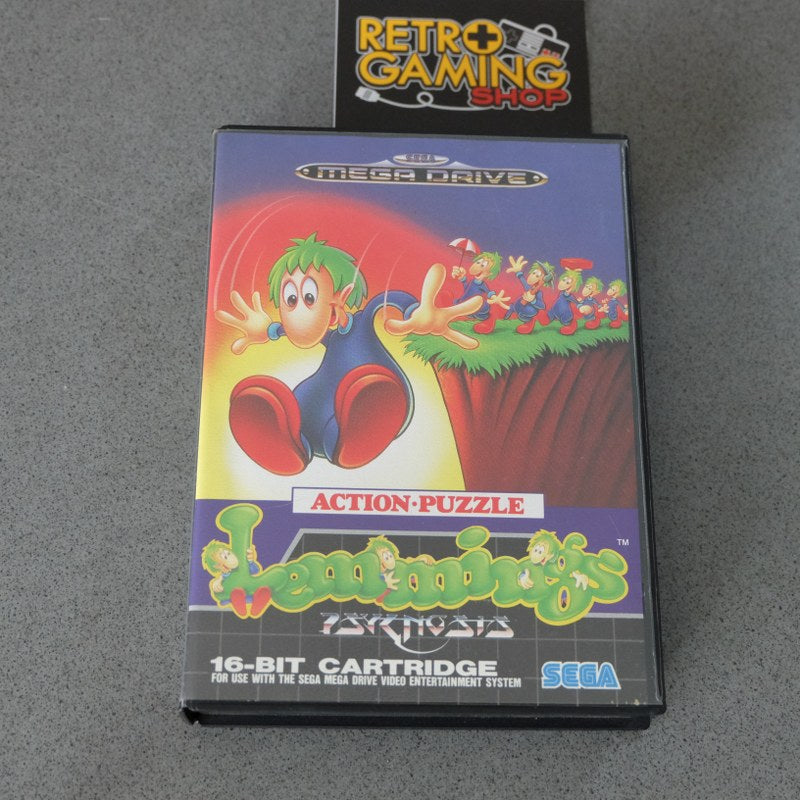 RETRO
GAMING
SHOP
SEGA
MEGA DRIVE
ACTION·PUZZLE
Lemmings
TM
PSYGNOSIS
16-BIT CARTRIDGE
FOR USE WITH THE SEGA MEGA DRIVE VIDEO ENTERTAINMENT SYSTEM
SEGA